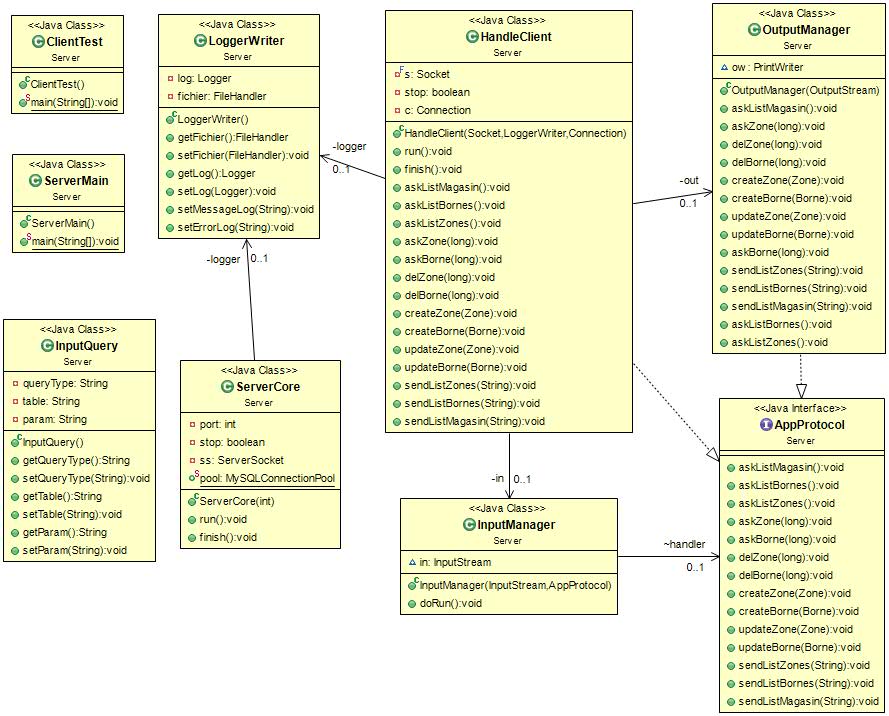 <<Java Class>>
ClientTest
Server
ClientTest()
main(String[]):void
<<Java Class>>
ServerMain
Server
ServerMain()
main(String[]):void
<<Java Class>>
InputQuery
Server
queryType: String
table: String
param: String
InputQuery()
getQueryType():String
setQueryType(String):void
getTable():String
setTable(String):void
getParam():String
setParam(String):void
<<Java Class>>
LoggerWriter
Server
log: Logger
fichier: FileHandler
LoggerWriter()
getFichier():FileHandler
setFichier(FileHandler):void
getLog():Logger
setLog(Logger):void
setMessageLog(String):void
setErrorLog(String):void
-logger
0..1
<<Java Class>>
ServerCore
Server
port: int
stop: boolean
ss: ServerSocket
pool: MySQLConnectionPool
ServerCore(int)
run():void
finish():void
-logger
0..1
<<Java Class>>
HandleClient
Server
s: Socket
stop: boolean
c: Connection
HandleClient(Socket,LoggerWriter,Connection)
run():void
finish():void
askListMagasin():void
askListBornes():void
askListZones():void
askZone(long):void
askBorne(long):void
delZone(long):void
delBorne(long):void
createZone(Zone):void
createBorne(Borne):void
updateZone(Zone):void
updateBorne(Borne):void
sendListZones(String):void
sendListBornes(String):void
sendListMagasin(String):void
-in
0..1
<<Java Class>>
InputManager
Server
in: InputStream
InputManager(InputStream,AppProtocol)
doRun():void
-out
0..1
<<Java Class>>
OutputManager
Server
ow : PrintWriter
OutputManager(OutputStream)
askListMagasin():void
askZone(long):void
delZone(long):void
delBorne(long):void
createZone(Zone):void
createBorne(Borne):void
updateZone(Zone):void
updateBorne(Borne):void
askBorne(long):void
sendListZones(String):void
sendListBornes(String):void
sendListMagasin(String):void
askListBornes():void
askListZones():void
~handler
0..1
<<Java Interface>>
AppProtocol
Server
askListMagasin():void
askListBornes():void
askListZones():void
askZone(long):void
askBorne(long):void
delZone(long):void
delBorne(long):void
createZone(Zone):void
createBorne(Borne):void
updateZone(Zone):void
updateBorne(Borne):void
sendListZones(String):void
sendListBornes(String):void
sendListMagasin(String):void